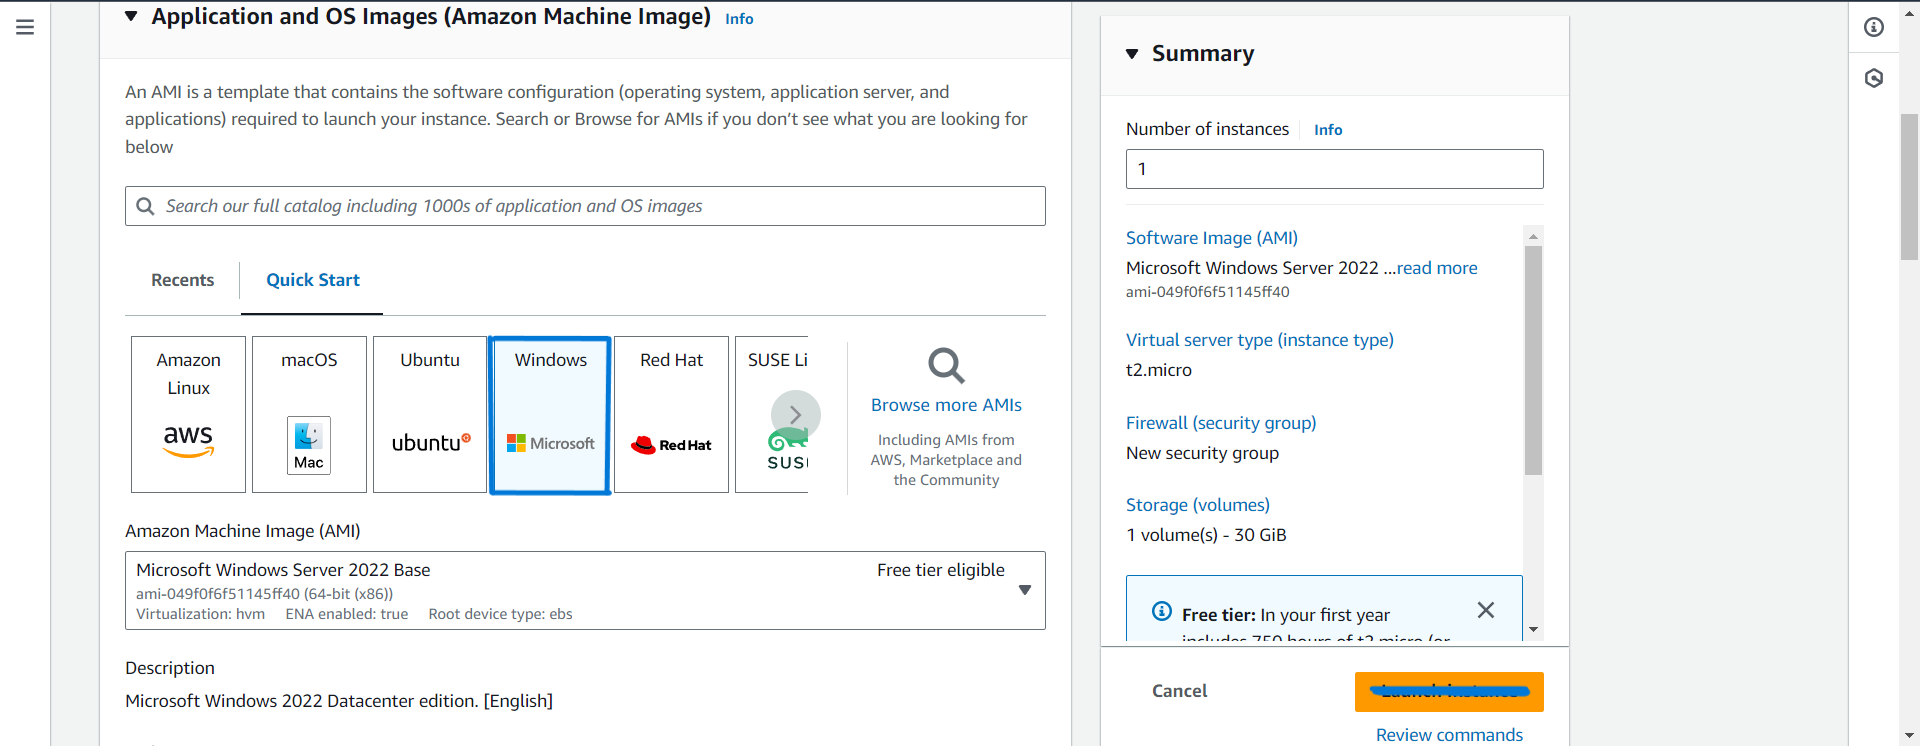 Application and OS Images (Amazon Machine Image) Info
An AMI is a template that contains the software configuration (operating system, application server, and
applications) required to launch your instance. Search or Browse for AMIs if you don’t see what you are looking for
below
Search our full catalog including 1000s of application and OS images
Recents
Quick Start
Amazon
Linux
aws
macOS
Mac
Ubuntu
ubuntu
Windows
Microsoft
Red Hat
Red Hat
SUSE Li
SUS
Browse more AMIs
Including AMIs from
AWS, Marketplace and
the Community
Amazon Machine Image (AMI)
Microsoft Windows Server 2022 Base
Free tier eligible
ami-049f0f6f51145ff40 (64-bit (x86))
Virtualization: hvm ENA enabled: true Root device type: ebs
Description
Microsoft Windows 2022 Datacenter edition. [English]
Summary
Number of instances Info
1
Software Image (AMI)
Microsoft Windows Server 2022 ...read more
ami-049f0f6f51145ff40
Virtual server type (instance type)
t2.micro
Firewall (security group)
New security group
Storage (volumes)
1 volume(s) - 30 GiB
Free tier: In your first year
includes 750 hours of t2.micro (or
Cancel
Review commands